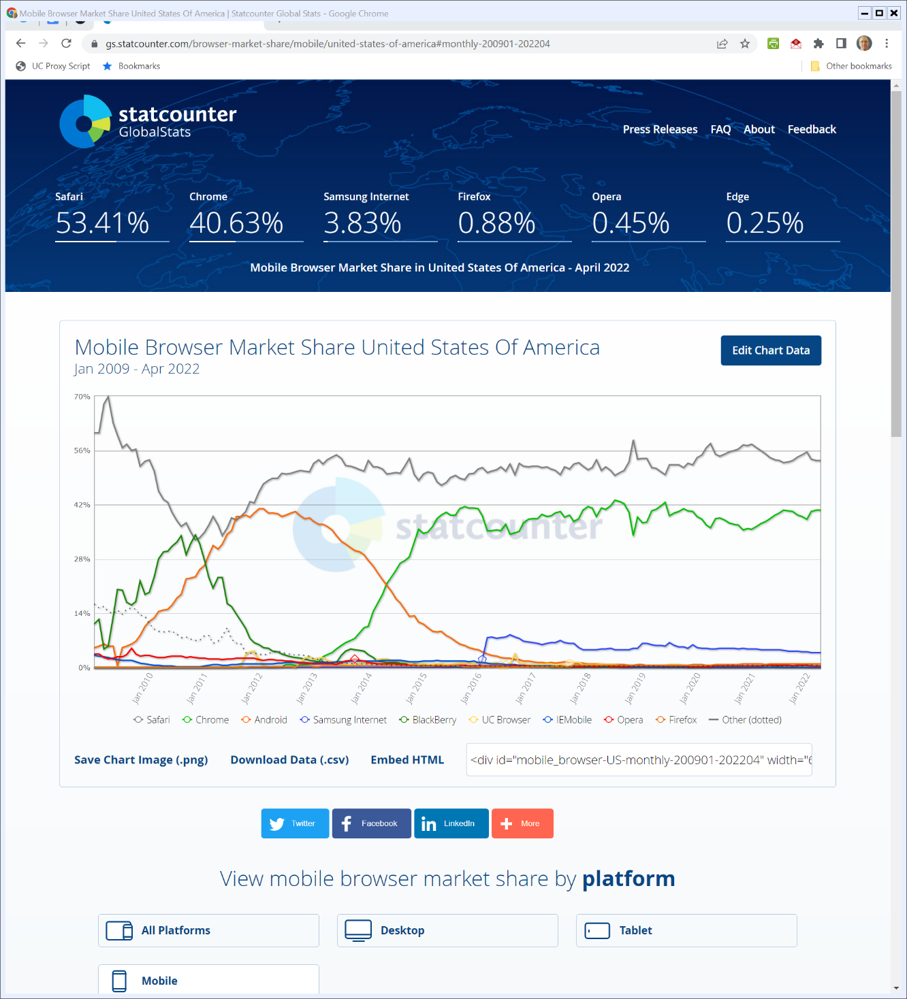 Mobile Browser Market Share United States Of America | Statcounter Global Stats - Google Chrome
gs.statcounter.com/browser-market-share/mobile/united-states-of-america#monthly-200901-202204
UC Proxy Script Bookmarks Other bookmarks
statcounter
GlobalStats
Press Releases FAQ About Feedback
Safari Chrome Samsung Internet Firefox Opera Edge
53.41% 40.63% 3.83% 0.88% 0.45% 0.25%
Mobile Browser Market Share in United States Of America - April 2022
Mobile Browser Market Share United States Of America
Jan 2009 - Apr 2022
Edit Chart Data
70%
56%
42%
statcounter
28%
14%
0%
Jan 2010 Jan 2011 Jan 2012 Jan 2013 Jan 2014 Jan 2015 Jan 2016 Jan 2017 Jan 2018 Jan 2019 Jan 2020 Jan 2021 Jan 2022
Safari Chrome Android Samsung Internet BlackBerry UC Browser IEMobile Opera Firefox Other (dotted)
Save Chart Image (.png) Download Data (.csv) Embed HTML <div id="mobile_browser-US-monthly-200901-202204" width="6
Twitter Facebook LinkedIn More
View mobile browser market share by platform
All Platforms Desktop Tablet
Mobile